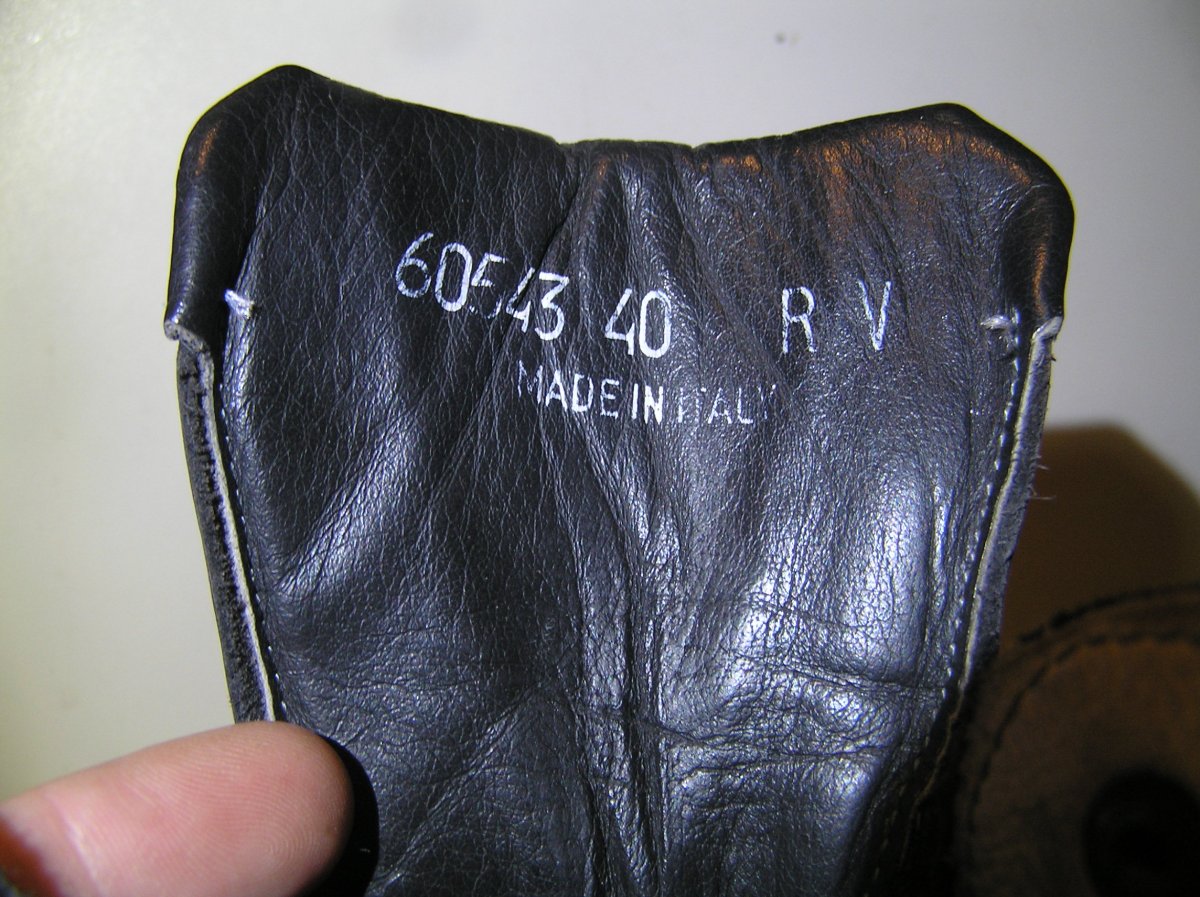 60543 40 R V
MADE IN ITALY